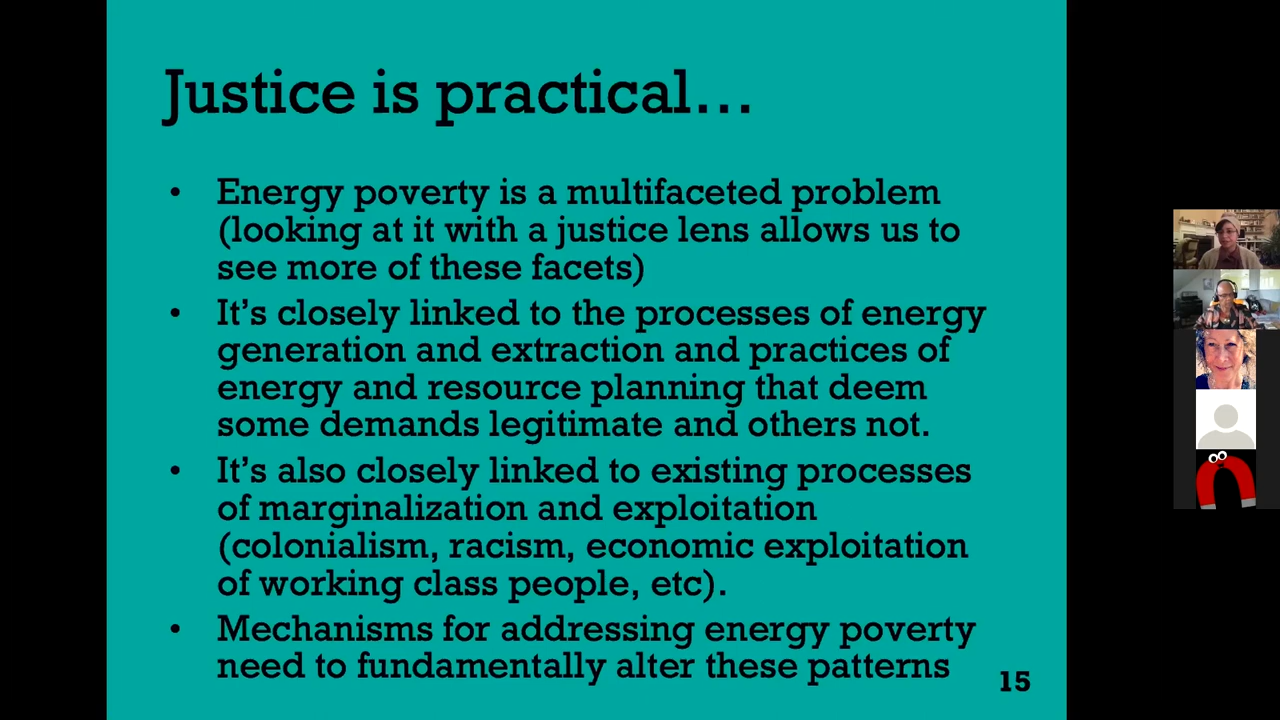 Justice is practical…
• Energy poverty is a multifaceted problem
(looking at it with a justice lens allows us to
see more of these facets)
• It’s closely linked to the processes of energy
generation and extraction and practices of
energy and resource planning that deem
some demands legitimate and others not.
• It’s also closely linked to existing processes
of marginalization and exploitation
(colonialism, racism, economic exploitation
of working class people, etc).
• Mechanisms for addressing energy poverty
need to fundamentally alter these patterns
15